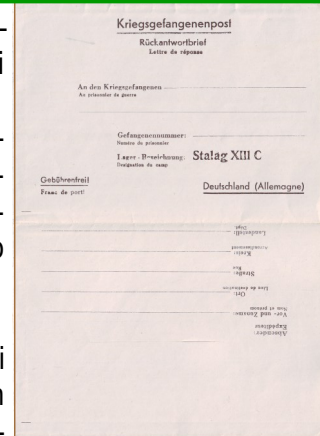 Kriegsgefangenenpost
Rückantwortbrief
Lettre de réponse
An den Kriegsgefangenen
Au prisonnier de guerre
Gefangenennummer:
Numéro du prisonnier
Lager-Bezeichnung: Stalag XIII C
Désignation du camp
Gebührenfrei!
Franc de port!
Deutschland (Allemagne)
Absender:
Expéditeur
Vor- und Zuname:
Nom et prénom
Ort:
Lieu de destination
Straße:
Rue
Kreis:
Arrondissement
Landesteil:
Dépt.